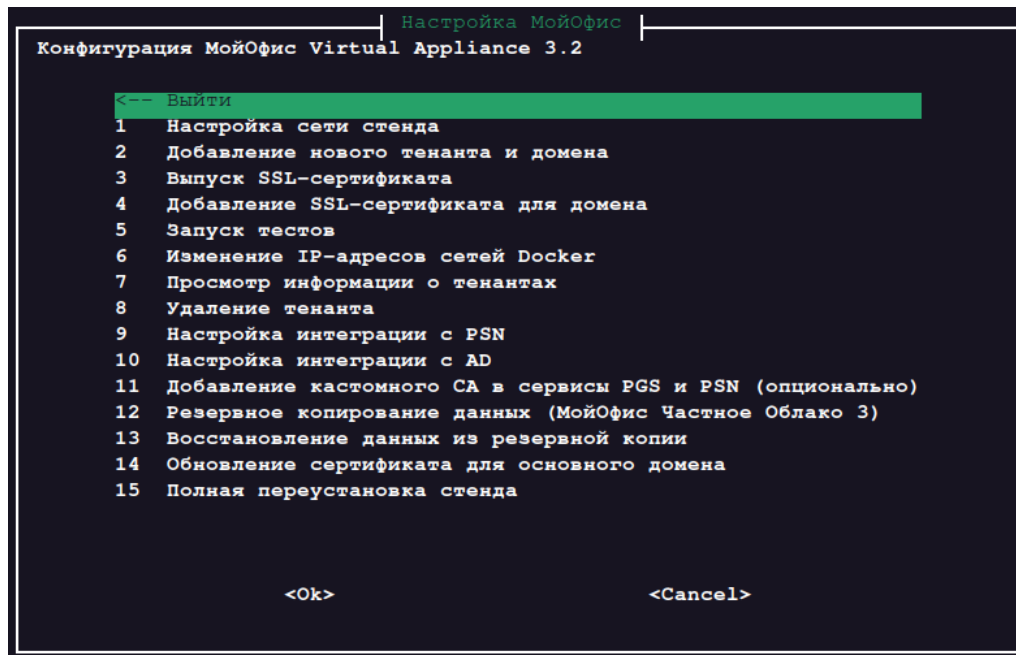 Настройка МойОфис
Конфигурация МойОфис Virtual Appliance 3.2
<-- Выйти
1 Настройка сети стенда
2 Добавление нового тенанта и домена
3 Выпуск SSL-сертификата
4 Добавление SSL-сертификата для домена
5 Запуск тестов
6 Изменение IP-адресов сетей Docker
7 Просмотр информации о тенантах
8 Удаление тенанта
9 Настройка интеграции с PSN
10 Настройка интеграции с AD
11 Добавление кастомного CA в сервисы PGS и PSN (опционально)
12 Резервное копирование данных (МойОфис Частное Облако 3)
13 Восстановление данных из резервной копии
14 Обновление сертификата для основного домена
15 Полная переустановка стенда
<Ok> <Cancel>